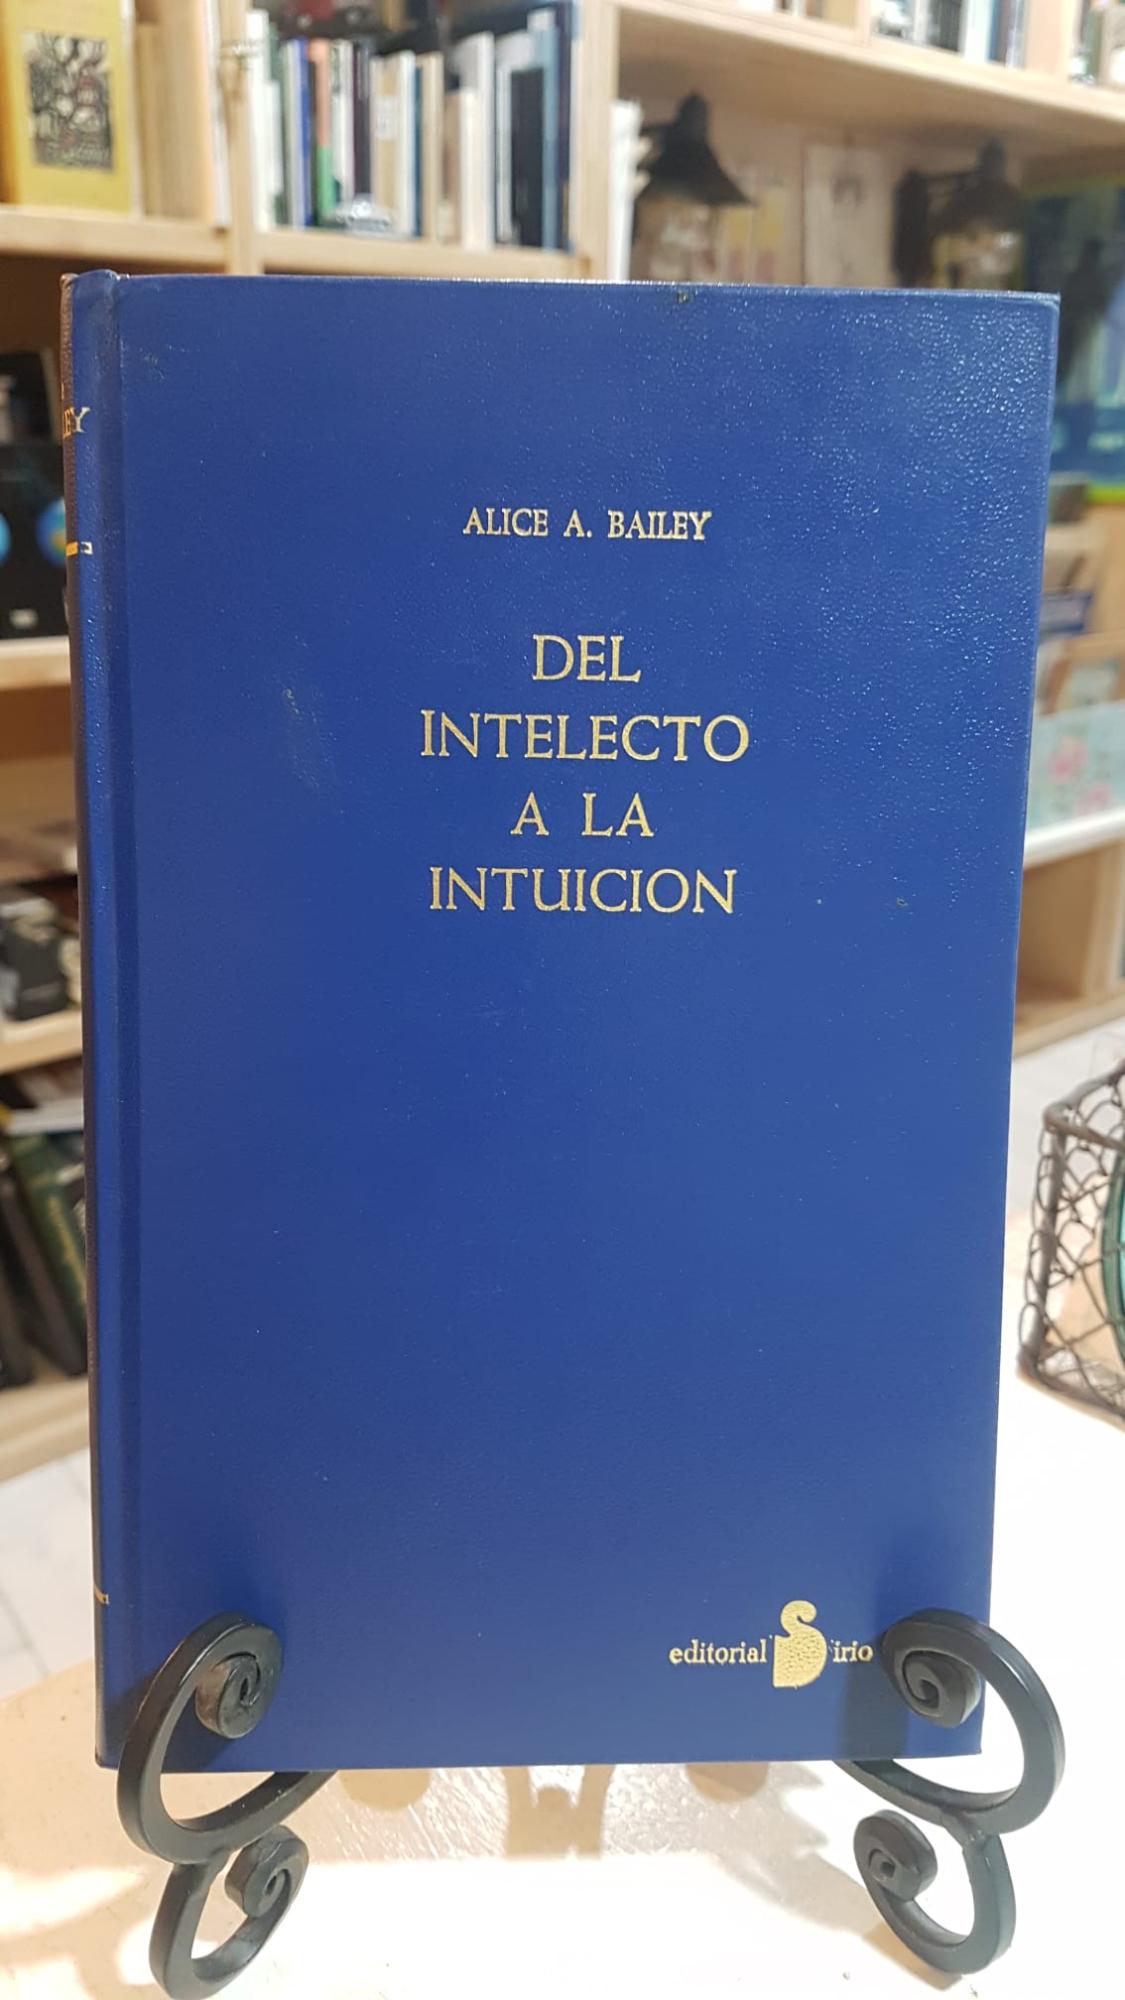 ALICE A. BAILEY
DEL
INTELECTO
A LA
INTUICION
editorial Sirio